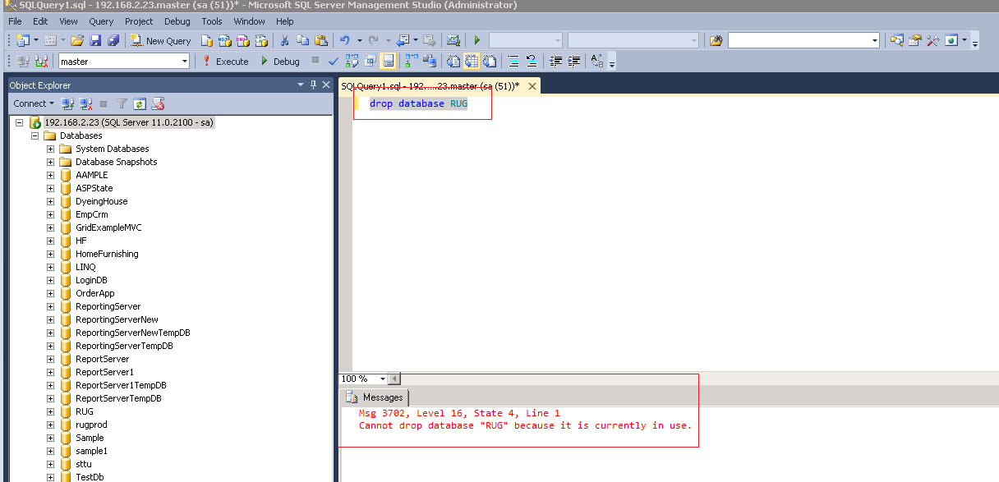 SQLQuery1.sql - 192.168.2.23.master (sa (51))* - Microsoft SQL Server Management Studio (Administrator)
File Edit View Query Project Debug Tools Window Help
New Query
master Execute Debug
Object Explorer
SQLQuery1.sql - 192.....23.master (sa (51))*
Connect
drop database RUG
192.168.2.23 (SQL Server 11.0.2100 - sa)
Databases
System Databases
Database Snapshots
AAMPLE
ASPState
DyeingHouse
EmpCrm
GridExampleMVC
HF
HomeFurnishing
LINQ
LoginDB
OrderApp
ReportingServer
ReportingServerNew
ReportingServerNewTempDB
ReportingServerTempDB
ReportServer
ReportServer1
ReportServer1TempDB
ReportServerTempDB
RUG
rugprod
Sample
sample1
sttu
TestDb
100 %
Messages
Msg 3702, Level 16, State 4, Line 1
Cannot drop database "RUG" because it is currently in use.